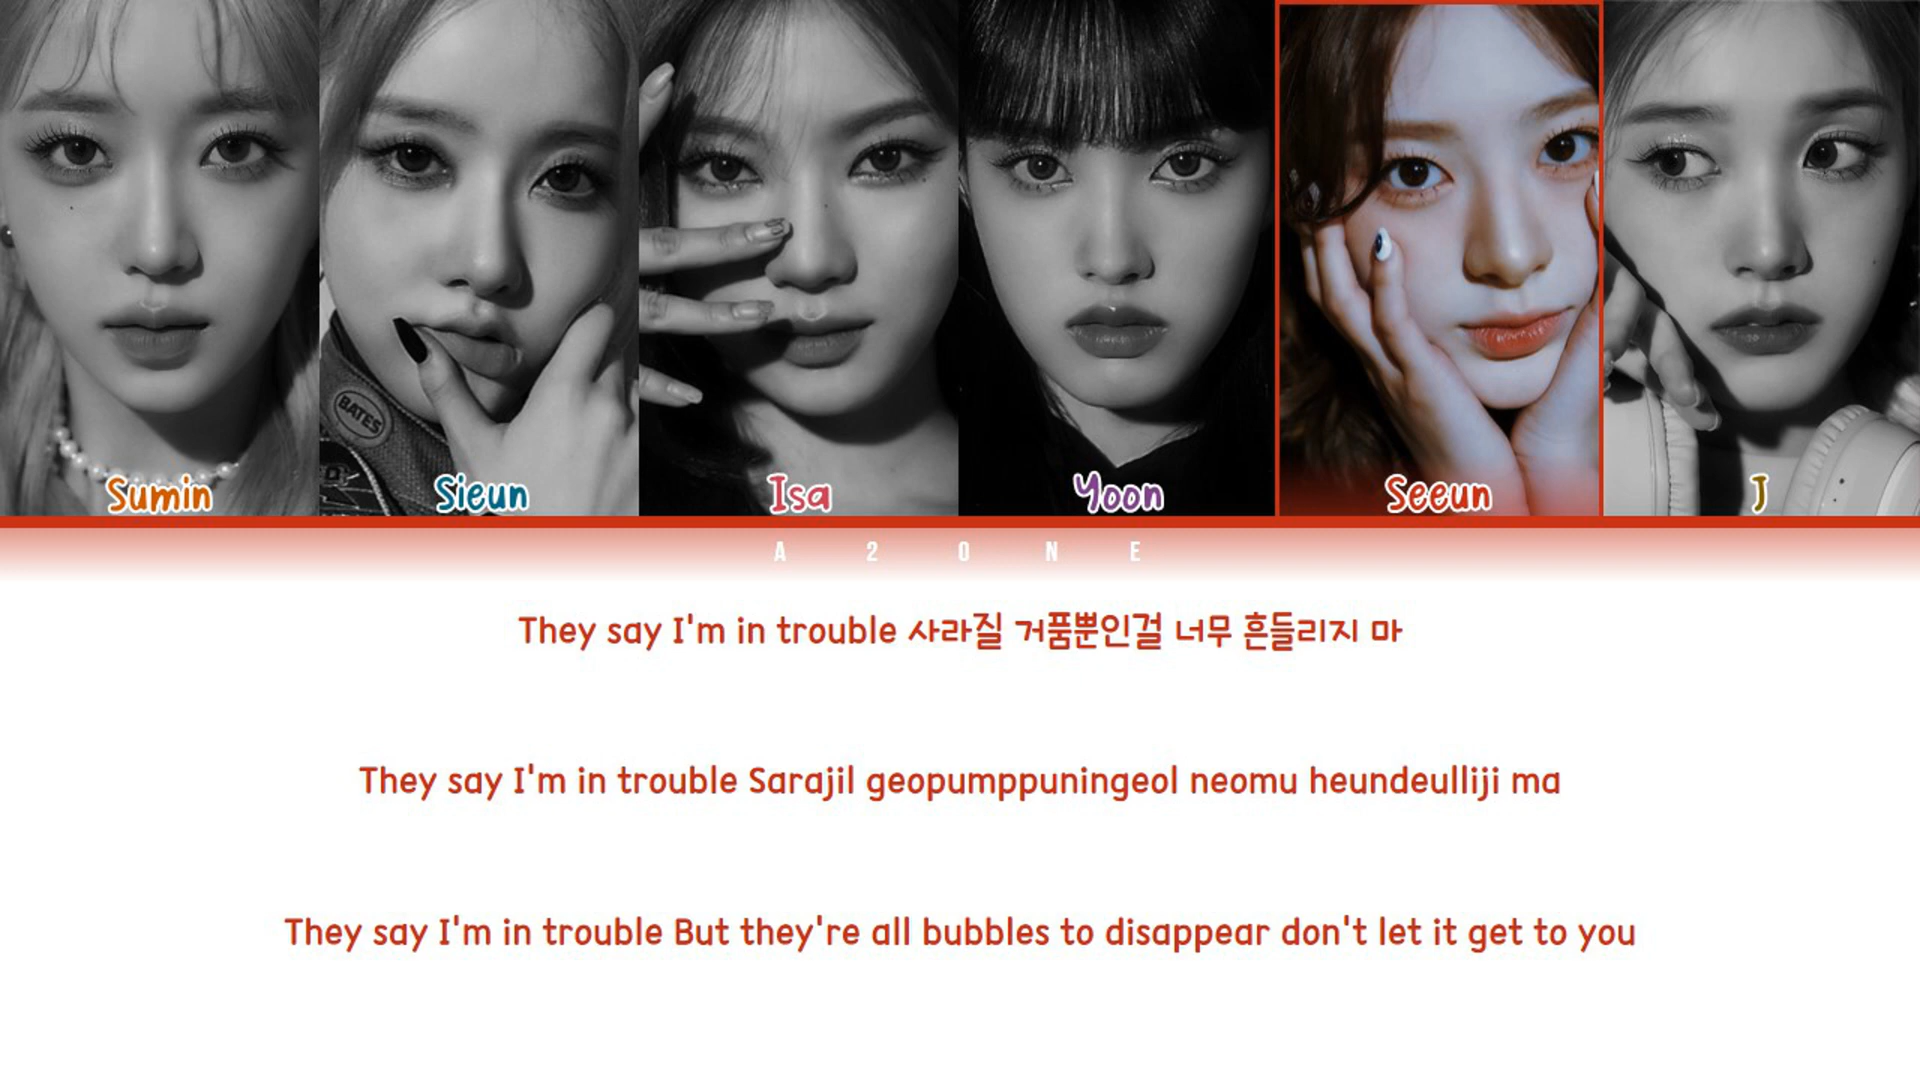 BATES
Sumin
Sieun
Isa
Yoon
Seeun
J
A 2 O N E
They say I'm in trouble 사라질 거품뿐인걸 너무 흔들리지 마
They say I'm in trouble Sarajil geopumppuningeol neomu heundeulliji ma
They say I'm in trouble But they're all bubbles to disappear don't let it get to you